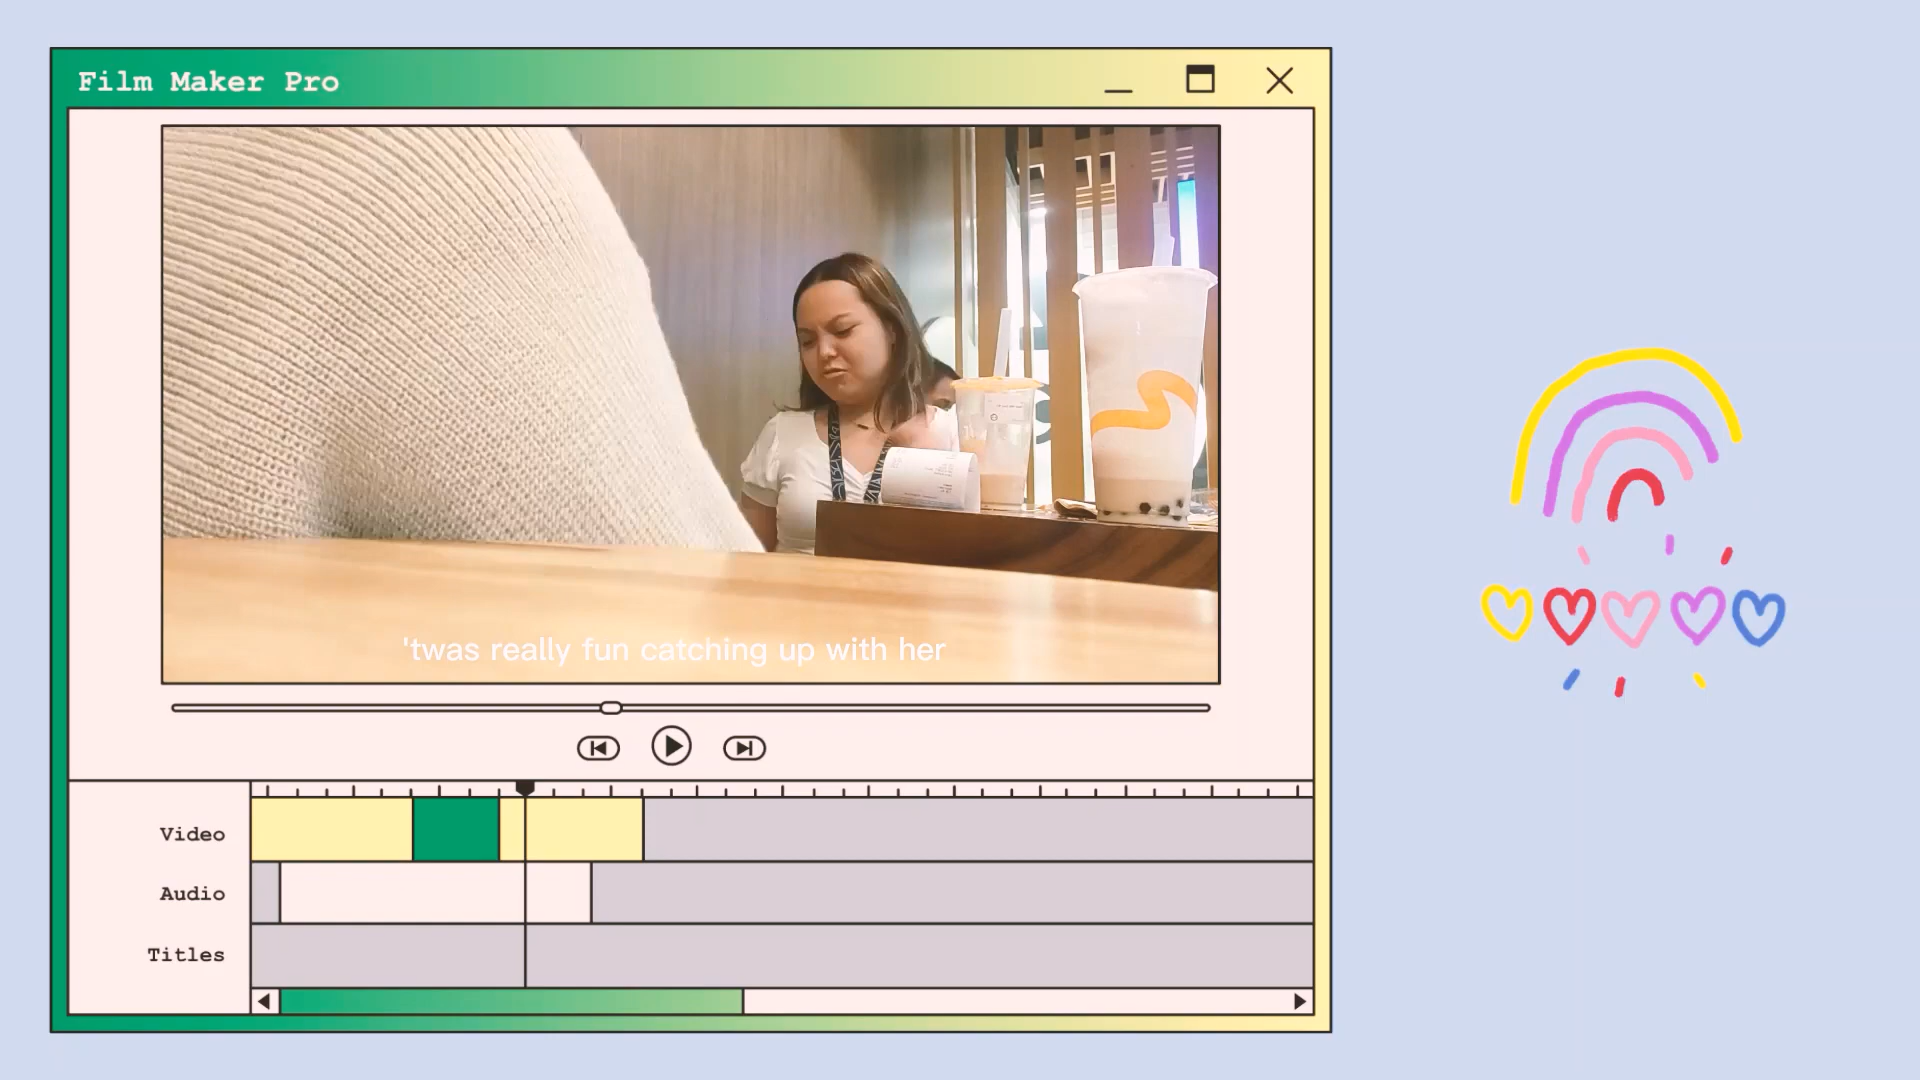 Film Maker Pro
'twas really fun catching up with her
Video
Audio
Titles